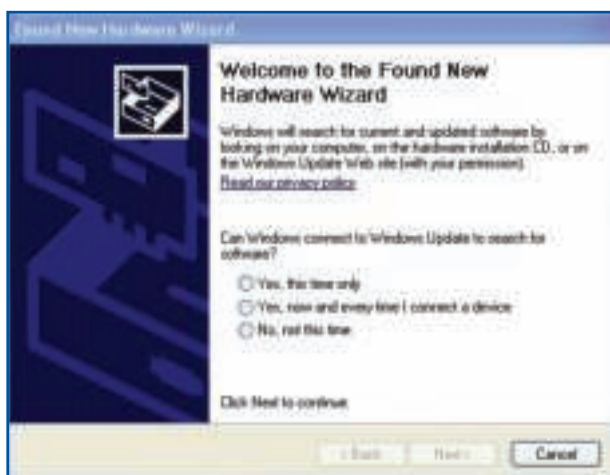 Found New Hardware Wizard
Welcome to the Found New
Hardware Wizard
Windows will search for current and updated software by
looking on your computer, on the hardware installation CD, or on
the Windows Update Web site (with your permission).
Read our privacy policy
Can Windows connect to Windows Update to search for
software?
Yes, this time only
Yes, now and every time I connect a device
No, not this time
Click Next to continue
< Back
Next >
Cancel